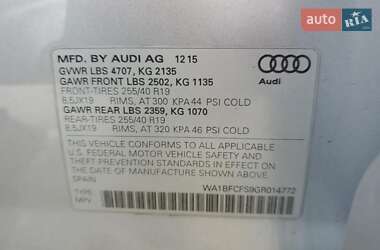 auto RIA.com
MFD. BY AUDI AG 12 15
GVWR LBS 4707, KG 2135
GAWR FRONT LBS 2502, KG 1135
FRONT-TIRES 255/40 R19
8,5JX19 RIMS, AT 300 KPA 44 PSI COLD
GAWR REAR LBS 2359, KG 1070
REAR-TIRES 255/40 R19
8,5JX19 RIMS, AT 320 KPA 46 PSI COLD
Audi
THIS VEHICLE CONFORMS TO ALL APPLICABLE
U.S. FEDERAL MOTOR VEHICLE SAFETY AND
THEFT PREVENTION STANDARDS IN EFFECT ON
THE DATE OF MANUFACTURE SHOWN ABOVE
SPAIN
TYPE: WA1BFCFS9GR014772
MPV